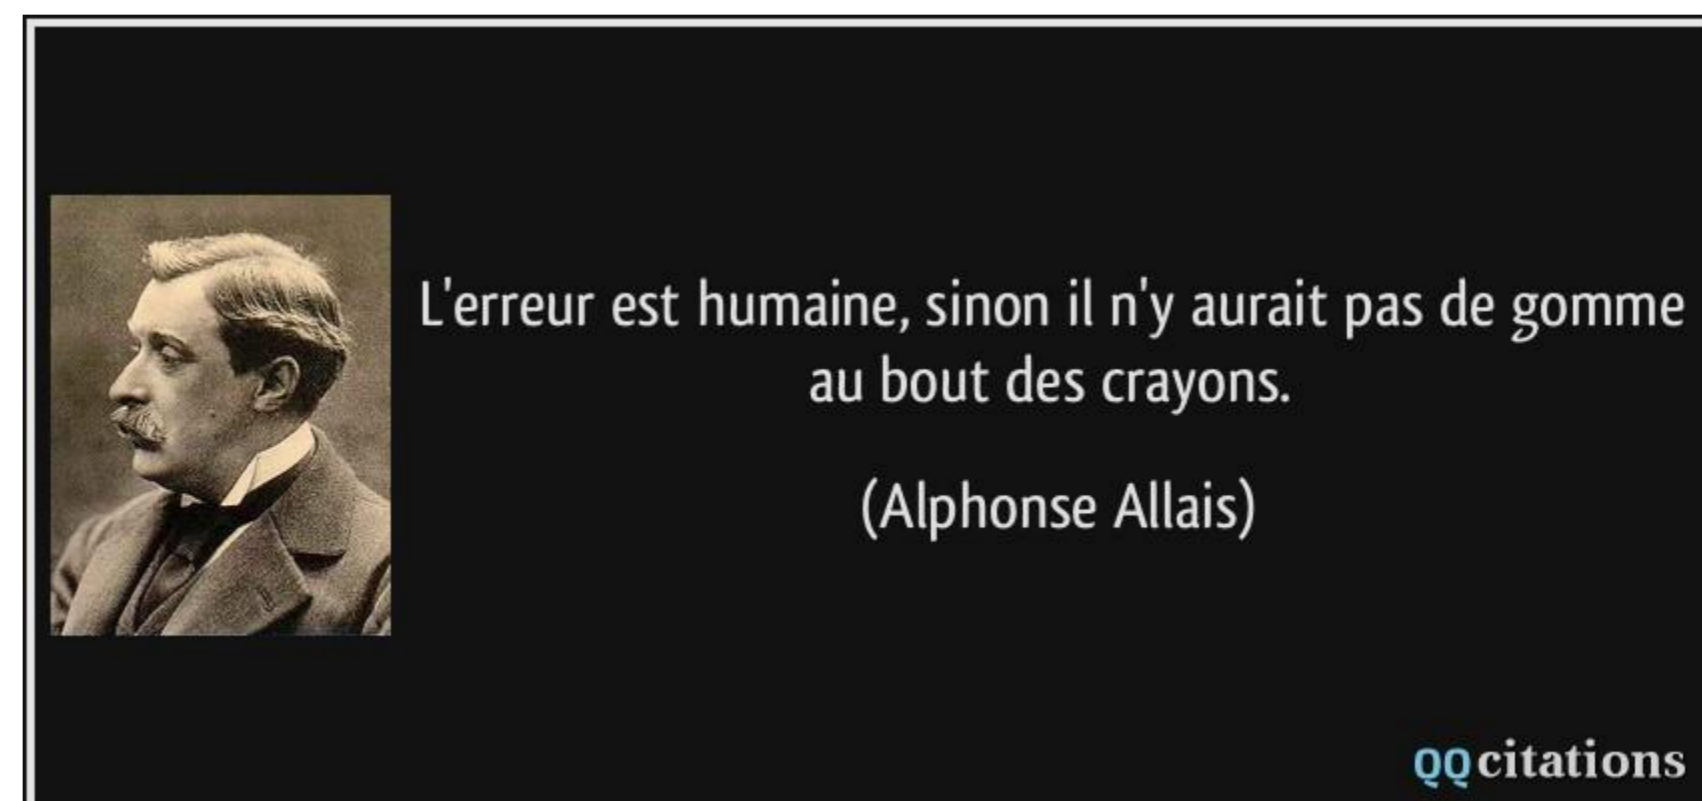 L'erreur est humaine, sinon il n'y aurait pas de gomme
au bout des crayons.
(Alphonse Allais)
QQcitations